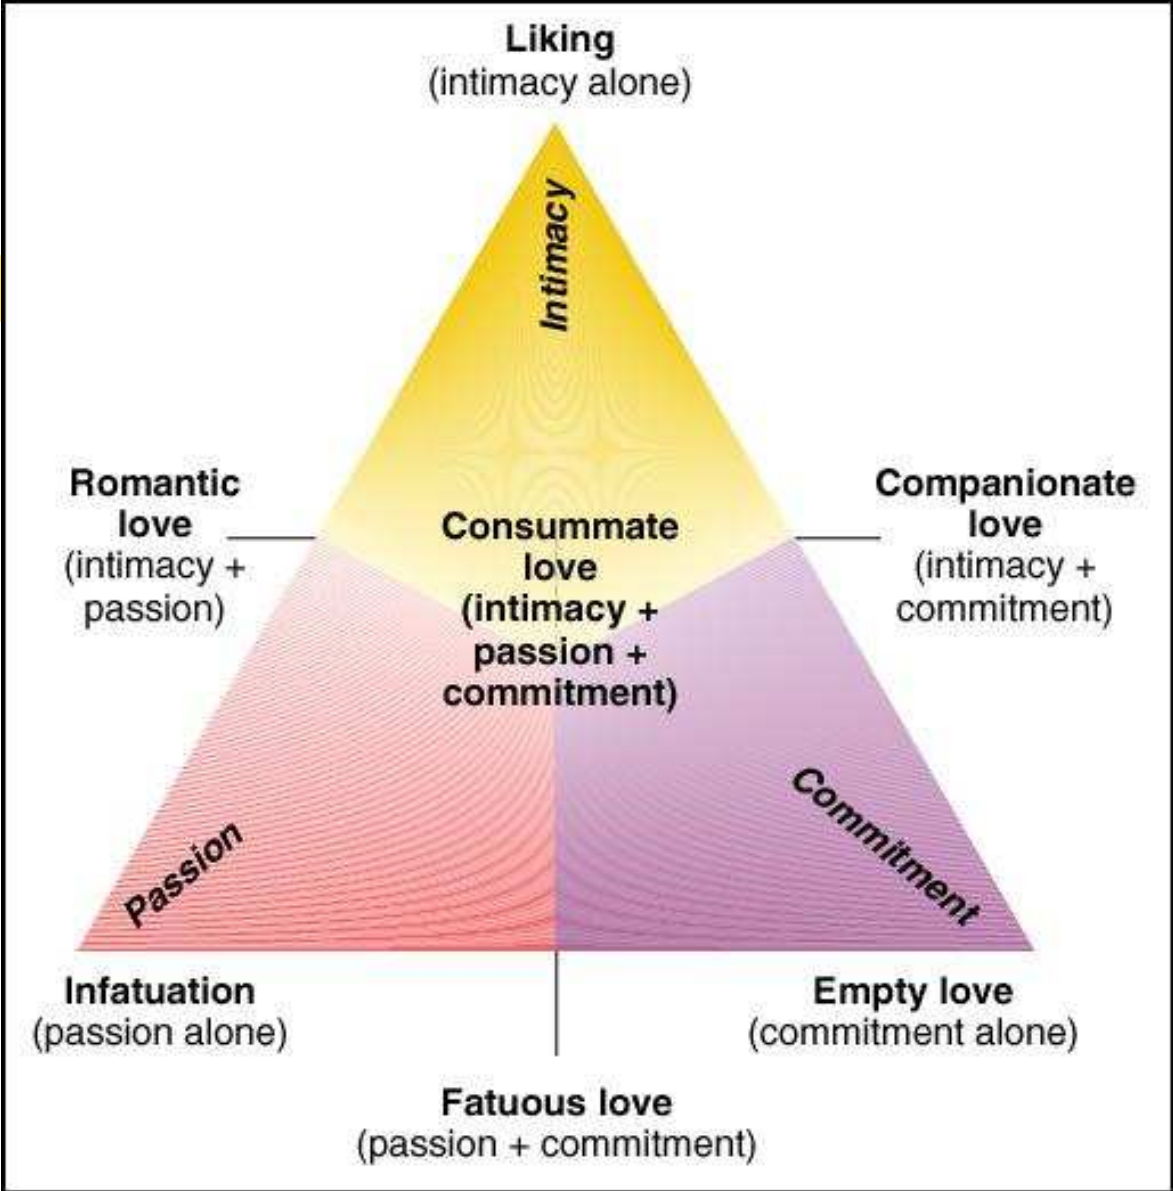 Liking
(intimacy alone)
Intimacy
Romantic
love
(intimacy +
passion)
Consummate
love
(intimacy +
passion +
commitment)
Companionate
love
(intimacy +
commitment)
Passion
Commitment
Infatuation
(passion alone)
Empty love
(commitment alone)
Fatuous love
(passion + commitment)